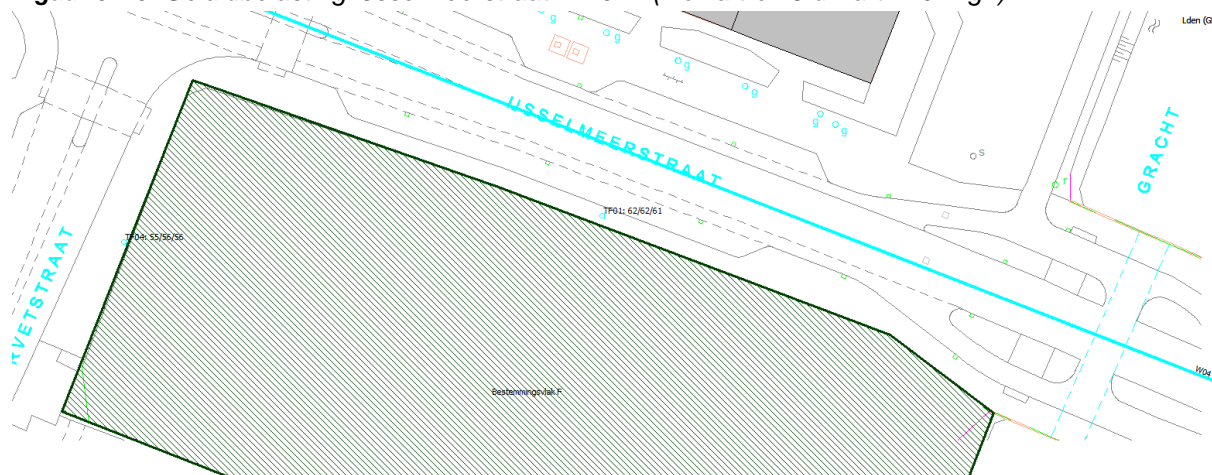 Lden (G
g
g
g
g
g
g
s
r
IJSSELMEERSTRAAT
GRACHT
TF01: 62/62/61
TF04: 55/56/56
RVETSTRAAT
W04
Bestemmingsvlak F